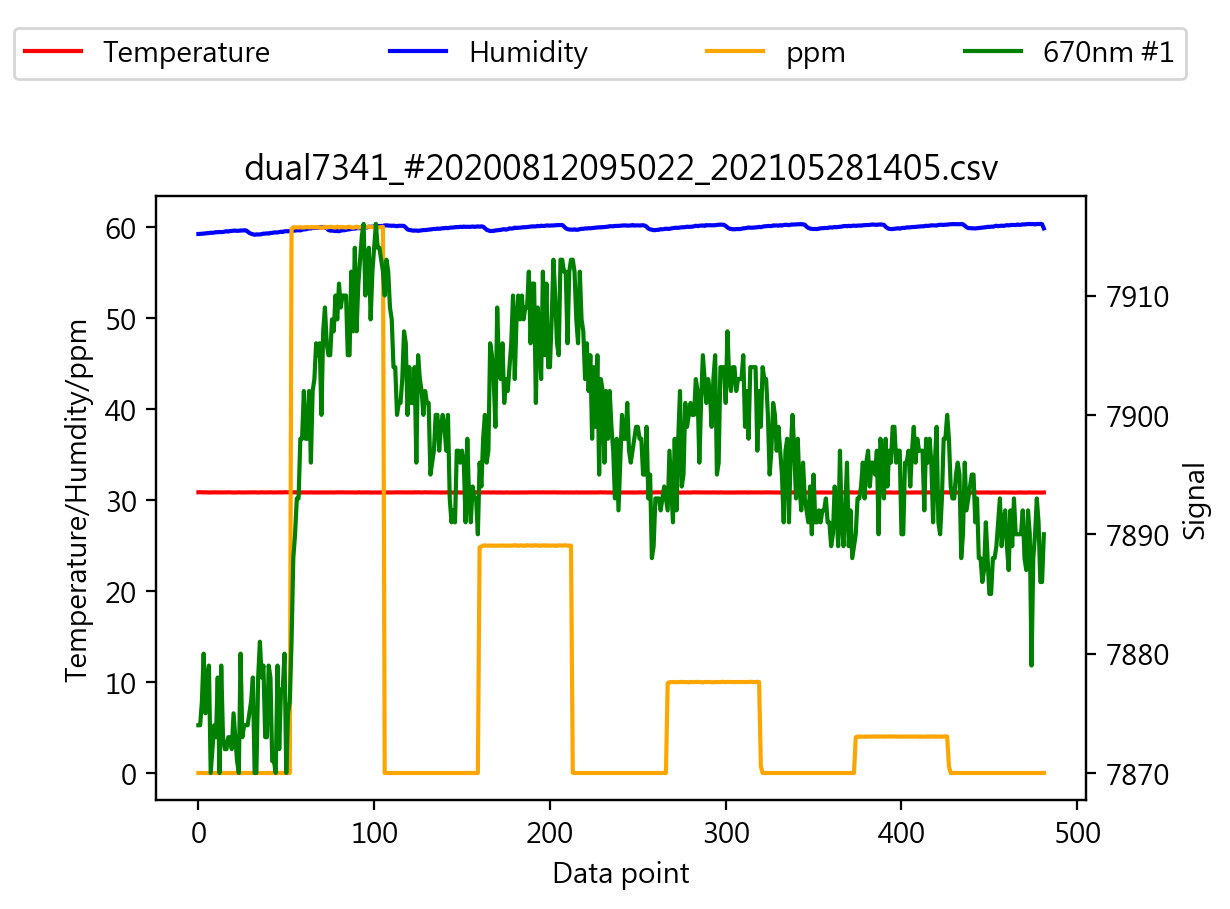 Temperature Humidity ppm 670nm #1
dual7341_#20200812095022_202105281405.csv
Temperature/Humdity/ppm
60
50
40
30
20
10
0
7910
7900
7890
7880
7870
Signal
0 100 200 300 400 500
Data point